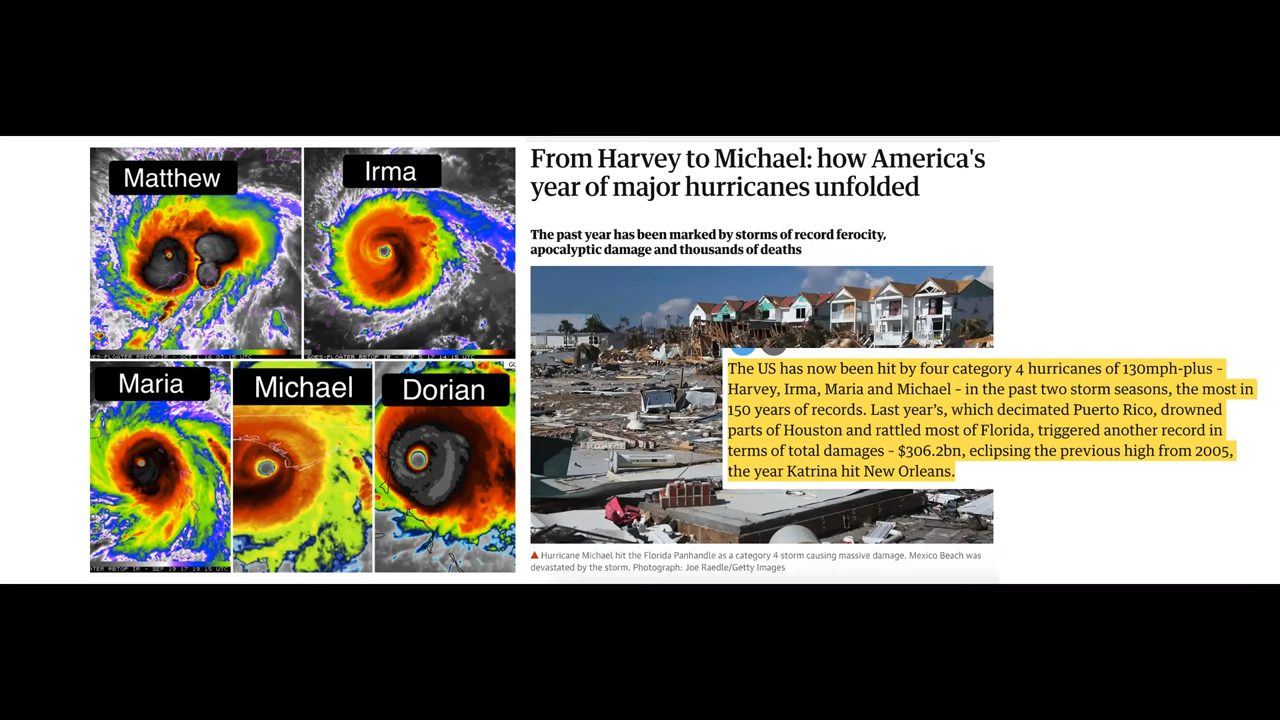 Matthew
Irma
Maria
Michael
Dorian
From Harvey to Michael: how America's
year of major hurricanes unfolded
The past year has been marked by storms of record ferocity,
apocalyptic damage and thousands of deaths
The US has now been hit by four category 4 hurricanes of 130mph-plus –
Harvey, Irma, Maria and Michael – in the past two storm seasons, the most in
150 years of records. Last year's, which decimated Puerto Rico, drowned
parts of Houston and rattled most of Florida, triggered another record in
terms of total damages – $306.2bn, eclipsing the previous high from 2005,
the year Katrina hit New Orleans.
Hurricane Michael hit the Florida Panhandle as a category 4 storm causing massive damage. Mexico Beach was
devastated by the storm. Photograph: Joe Raedle/Getty Images